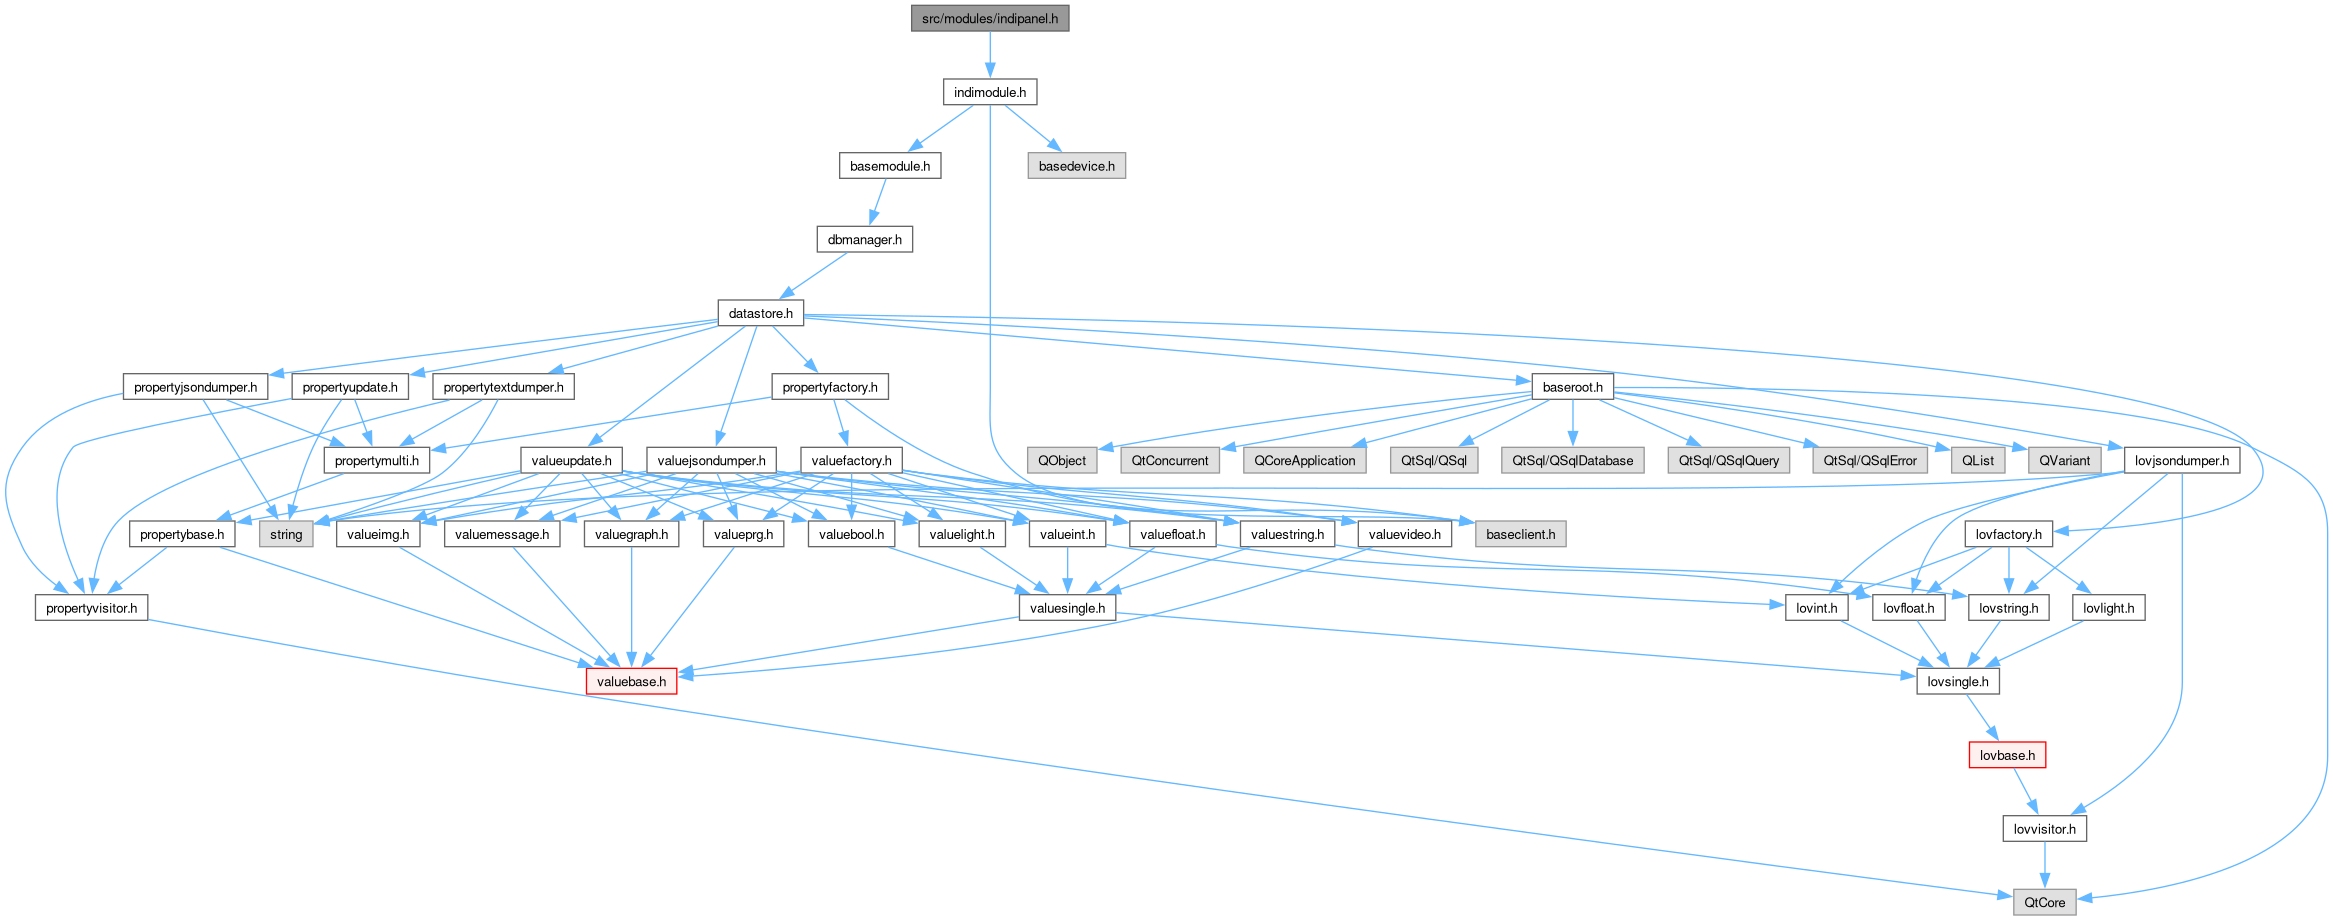 src/modules/indipanel.h
indimodule.h
basemodule.h
basedevice.h
dbmanager.h
datastore.h
propertyjsondumper.h
propertyupdate.h
propertytextdumper.h
propertyfactory.h
baseroot.h
propertymulti.h
valueupdate.h
valuejsondumper.h
valuefactory.h
QObject
QtConcurrent
QCoreApplication
QtSql/QSql
QtSql/QSqlDatabase
QtSql/QSqlQuery
QtSql/QSqlError
QList
QVariant
lovjsondumper.h
propertybase.h
string
valueimg.h
valuemessage.h
valuegraph.h
valueprg.h
valuebool.h
valuelight.h
valueint.h
valuefloat.h
valuestring.h
valuevideo.h
baseclient.h
lovfactory.h
propertyvisitor.h
valuesingle.h
lovint.h
lovfloat.h
lovstring.h
lovlight.h
valuebase.h
lovsingle.h
lovbase.h
lovvisitor.h
QtCore